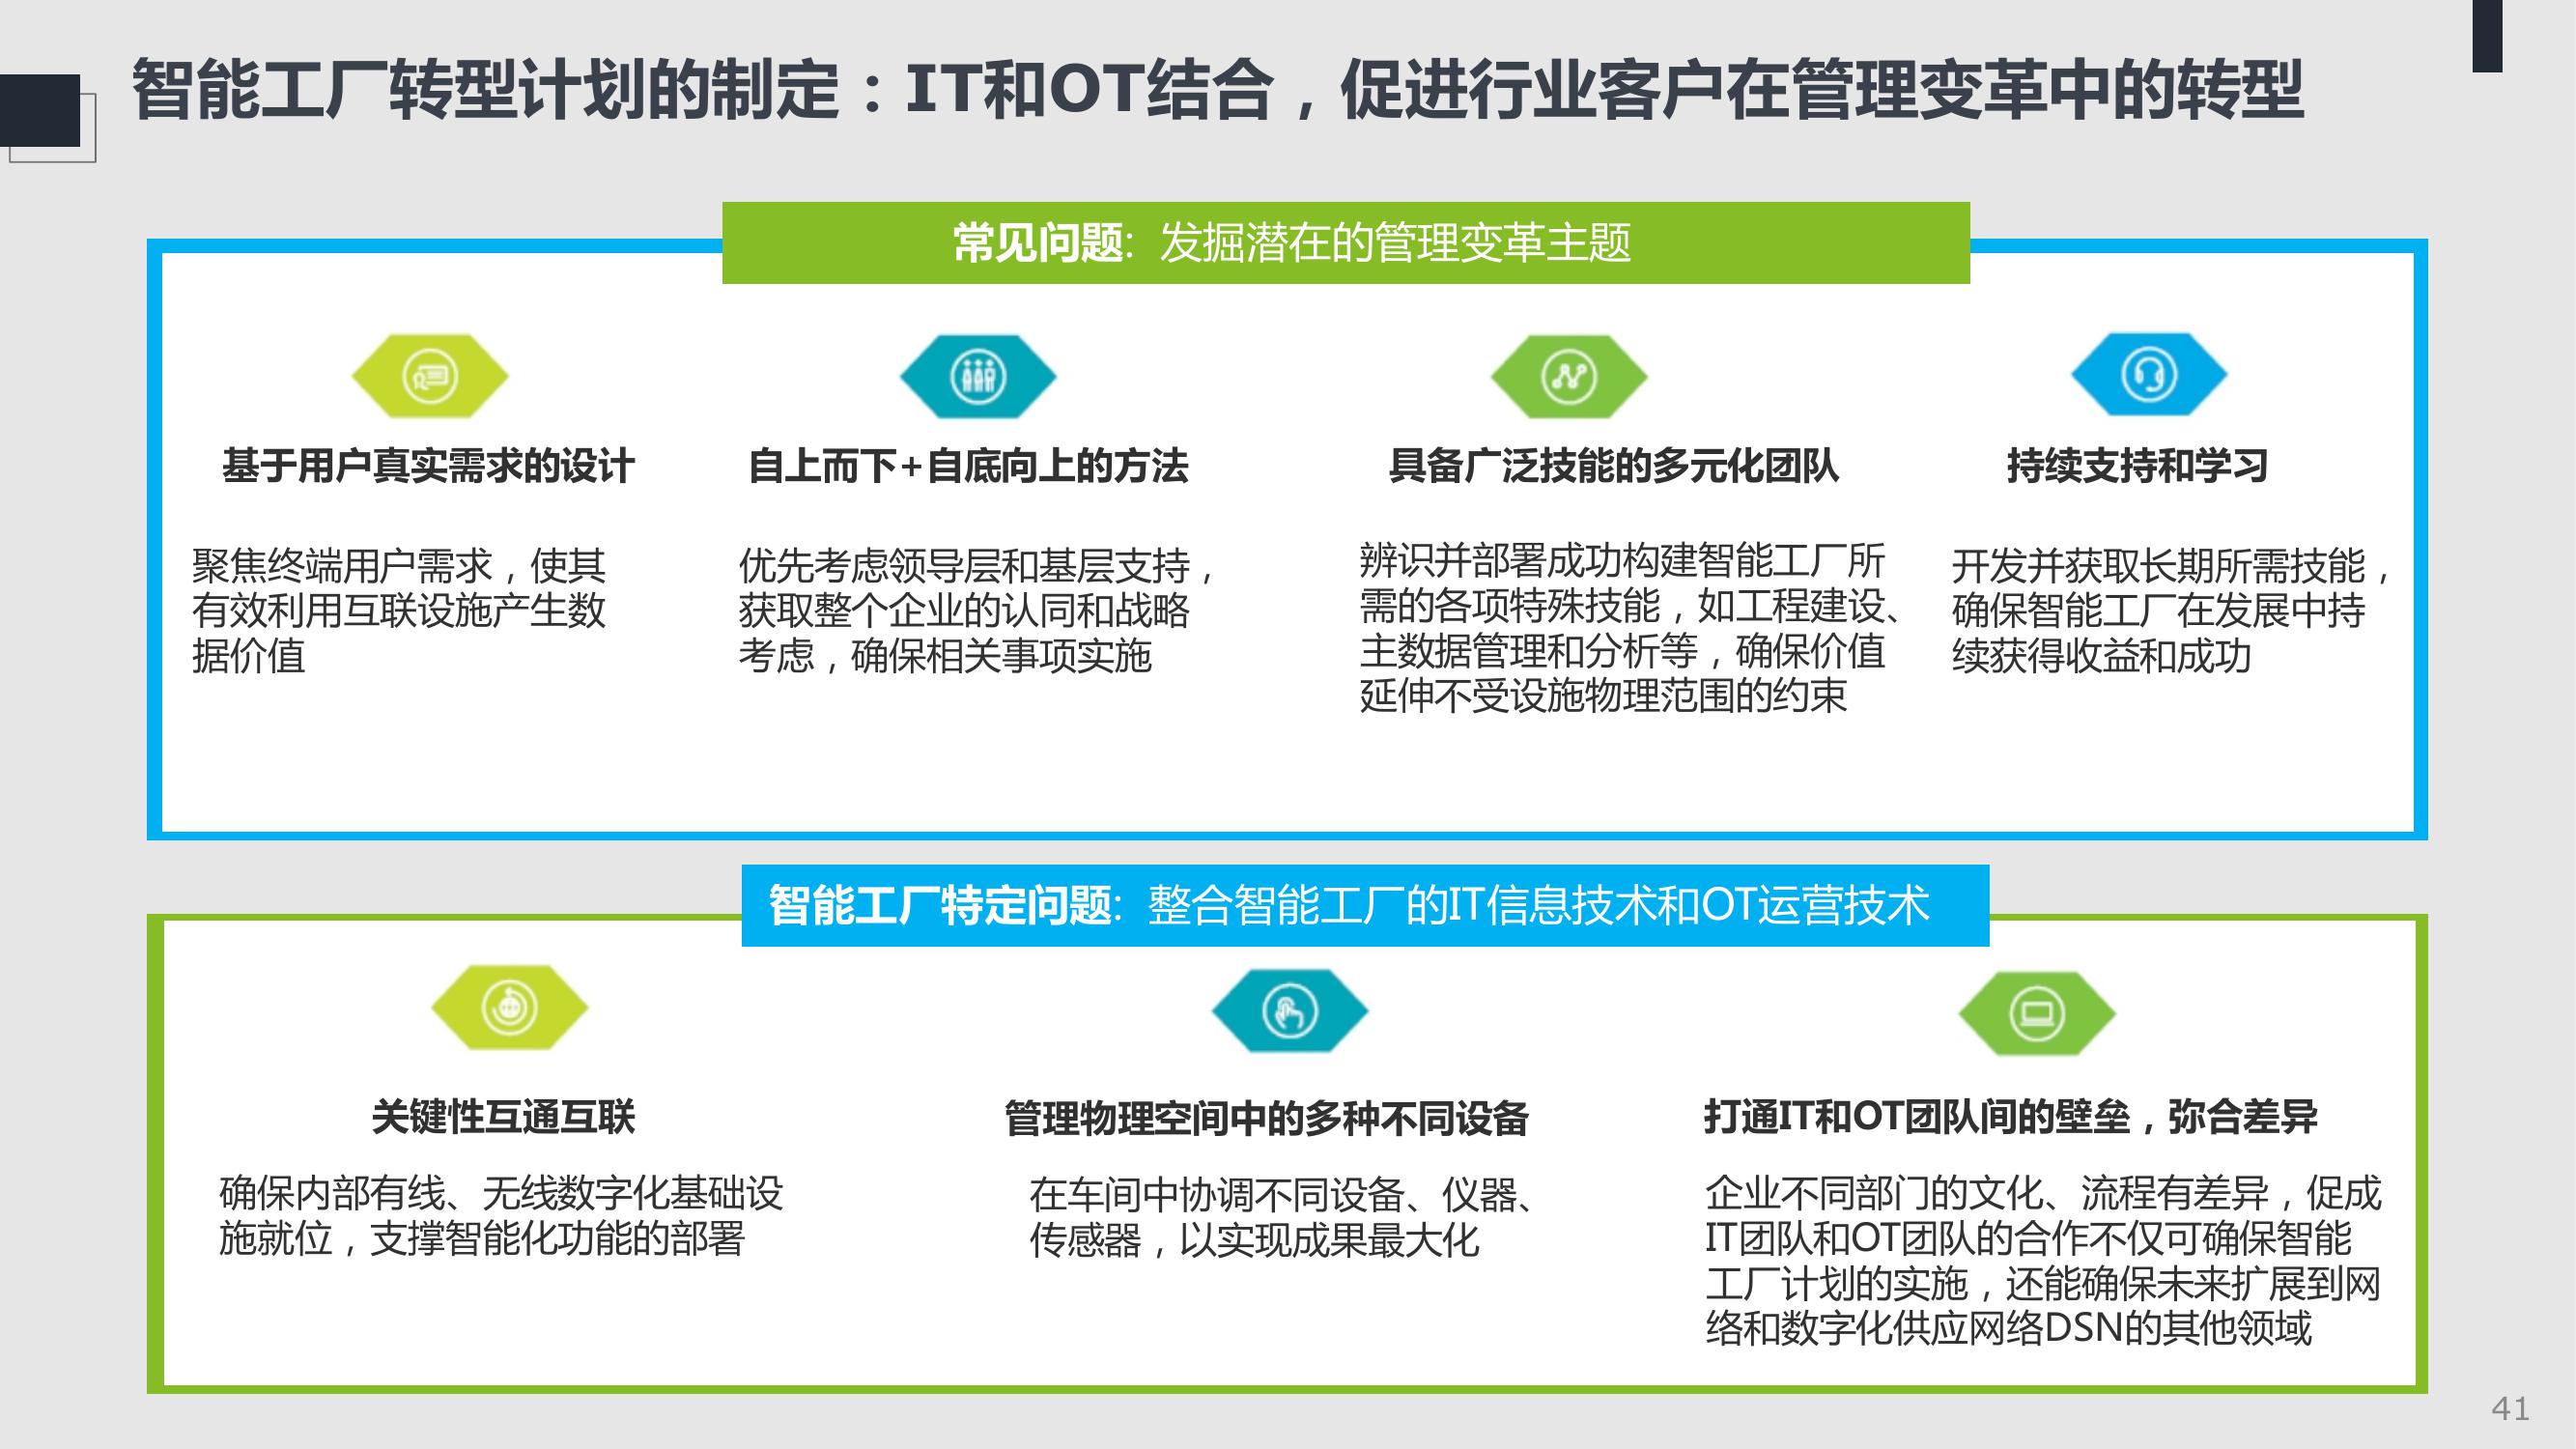 智能工厂转型计划的制定：IT和OT结合，促进行业客户在管理变革中的转型
常见问题：发掘潜在的管理变革主题
基于用户真实需求的设计
聚焦终端用户需求，使其
有效利用互联设施产生数
据价值
自上而下+自底向上的方法
优先考虑领导层和基层支持，
获取整个企业的认同和战略
考虑，确保相关事项实施
具备广泛技能的多元化团队
辨识并部署成功构建智能工厂所
需的各项特殊技能，如工程建设、
主数据管理和分析等，确保价值
延伸不受设施物理范围的约束
持续支持和学习
开发并获取长期所需技能，
确保智能工厂在发展中持
续获得收益和成功
智能工厂特定问题：整合智能工厂的IT信息技术和OT运营技术
关键性互通互联
确保内部有线、无线数字化基础设
施就位，支撑智能化功能的部署
管理物理空间中的多种不同设备
在车间中协调不同设备、仪器、
传感器，以实现成果最大化
打通IT和OT团队间的壁垒，弥合差异
企业不同部门的文化、流程有差异，促成
IT团队和OT团队的合作不仅可确保智能
工厂计划的实施，还能确保未来扩展到网
络和数字化供应网络DSN的其他领域
41